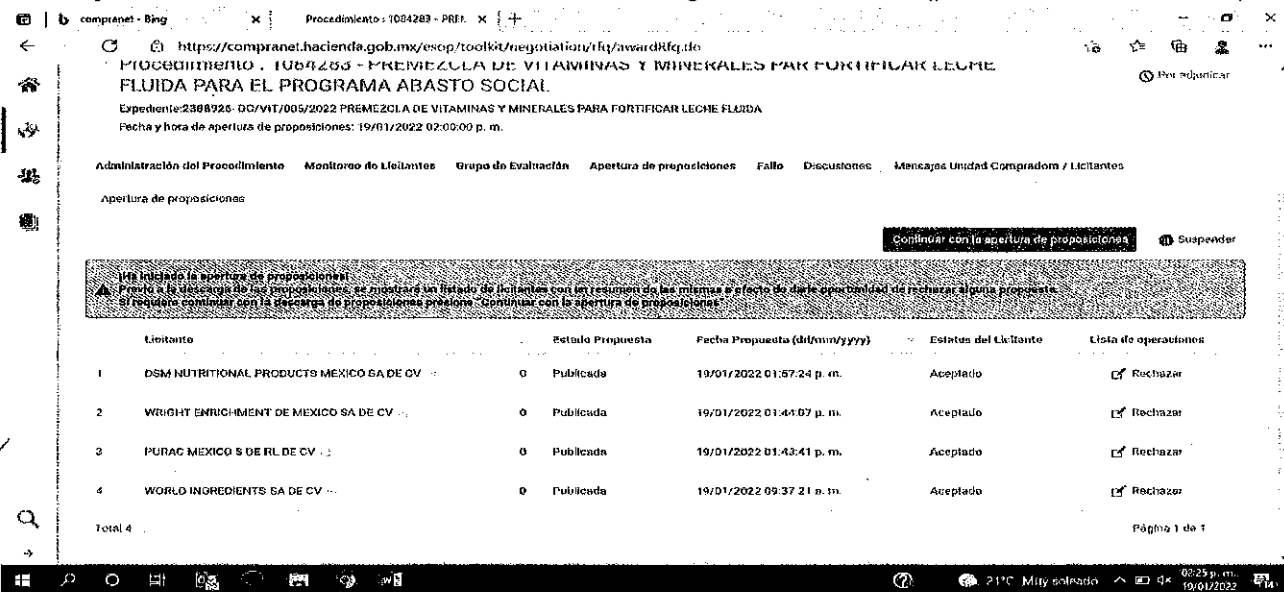 compranet - Bing
Procedimiento : 1084283 - PREM
https://compranet.hacienda.gob.mx/esop/toolkit/negotiation/rfq/awardRfq.do
Procedimiento : 1084283 - PREMEZCLA DE VITAMINAS Y MINERALES PAR FORTIFICAR LECHE
FLUIDA PARA EL PROGRAMA ABASTO SOCIAL
Por adjudicar
Expediente:2388926- DC/VIT/005/2022 PREMEZCLA DE VITAMINAS Y MINERALES PARA FORTIFICAR LECHE FLUIDA
Fecha y hora de apertura de proposiciones: 19/01/2022 02:00:00 p. m.
Administración del Procedimiento Monitoreo de Licitantes Grupo de Evaluación Apertura de proposiciones Fallo Discusiones Mensajes Unidad Compradora / Licitantes
Apertura de proposiciones
Continuar con la apertura de proposiciones Suspender
¡Ha iniciado la apertura de proposiciones!
Previo a la descarga de las proposiciones, se mostrará un listado de licitantes con un resumen de las mismas a efecto de darle oportunidad de rechazar alguna propuesta.
Si requiere continuar con la descarga de proposiciones presione "Continuar con la apertura de proposiciones"
Licitante Estado Propuesta Fecha Propuesta (dd/mm/yyyy) Estatus del Licitante Lista de operaciones
1 DSM NUTRITIONAL PRODUCTS MEXICO SA DE CV 0 Publicada 19/01/2022 01:57:24 p. m. Aceptado Rechazar
2 WRIGHT ENRICHMENT DE MEXICO SA DE CV 0 Publicada 19/01/2022 01:44:07 p. m. Aceptado Rechazar
3 PURAC MEXICO S DE RL DE CV 0 Publicada 19/01/2022 01:43:41 p. m. Aceptado Rechazar
4 WORLD INGREDIENTS SA DE CV 0 Publicada 19/01/2022 09:37:21 a. m. Aceptado Rechazar
Total 4 Página 1 de 1
21°C Muy soleado
02:25 p. m.
19/01/2022